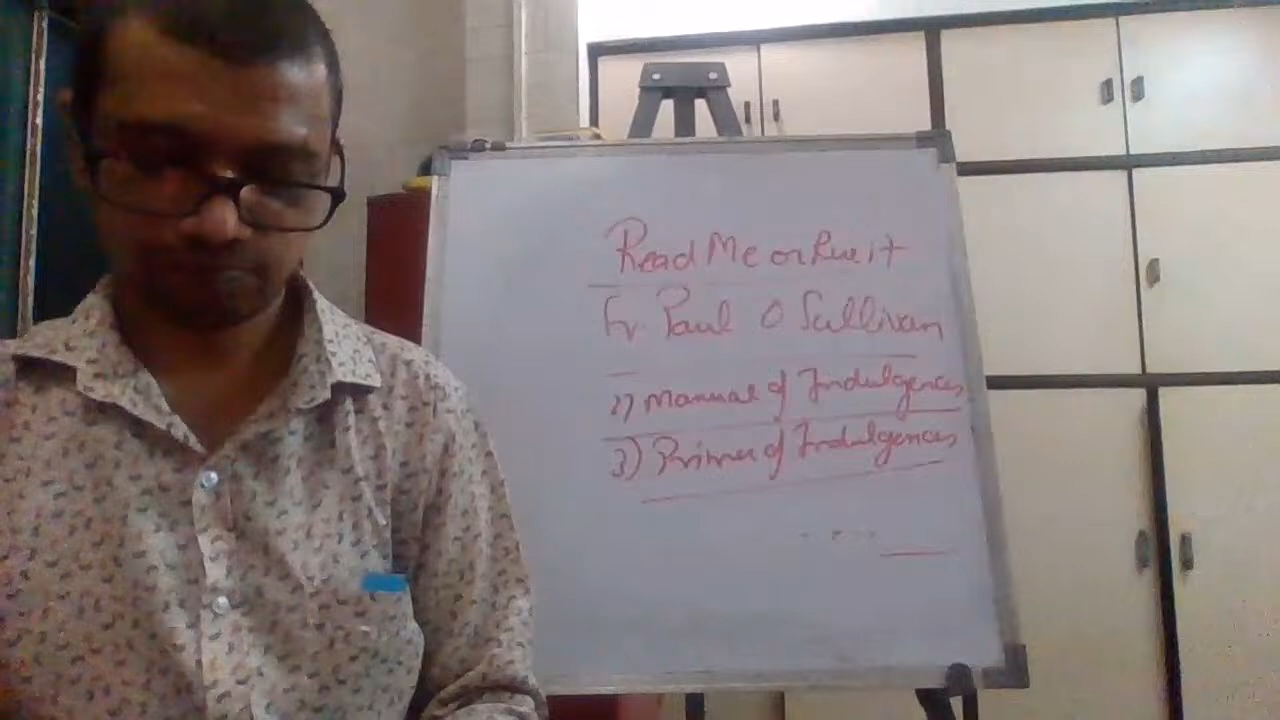 Read Me or Rue it
Fr. Paul O Sullivan
2) Manual of Indulgences
3) Primer of Indulgences